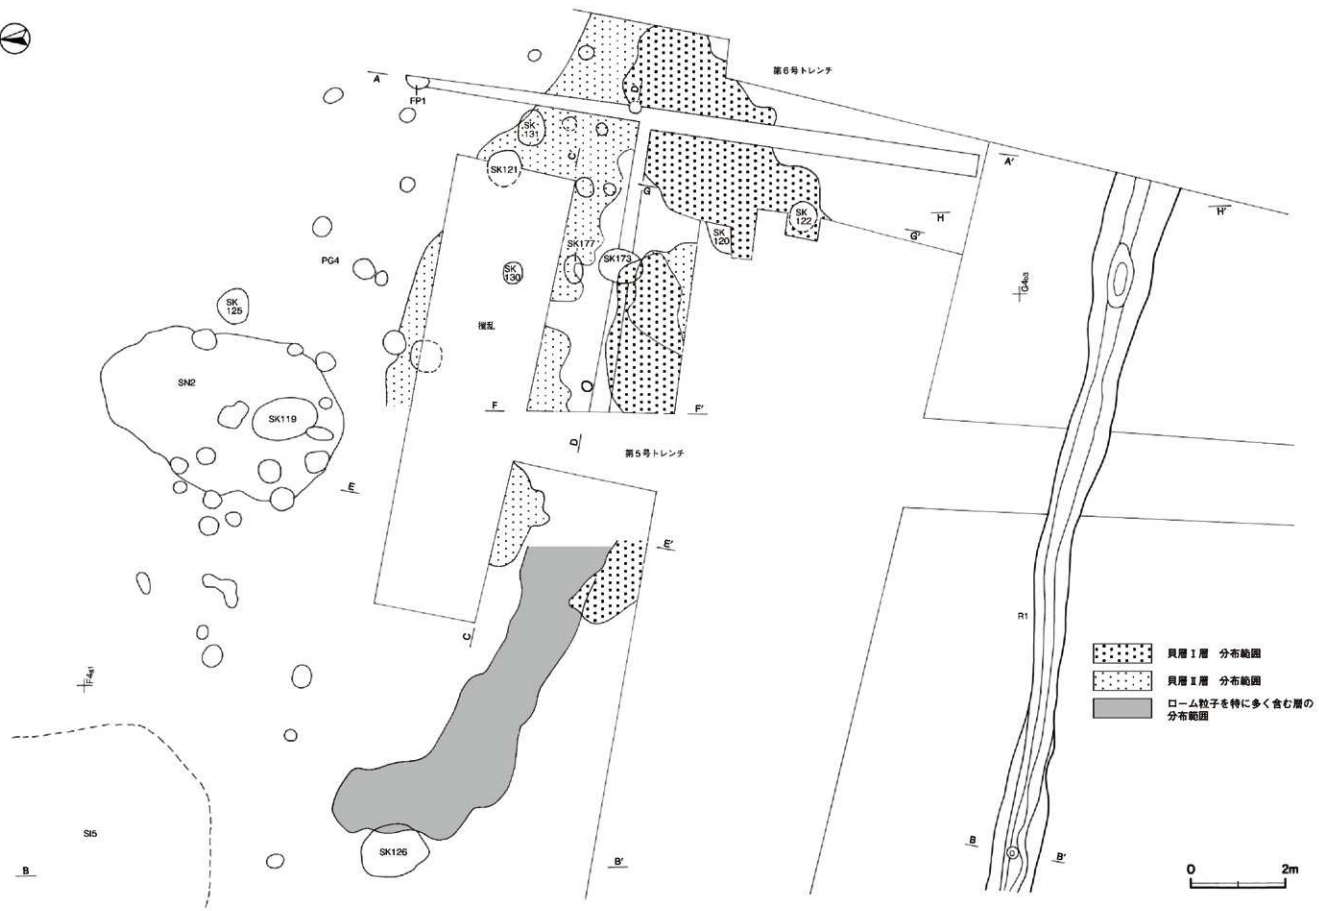 第6号トレンチ
A
FP1
D
SK
131
C
SK121
A'
G
H
H'
SK
122
SK
120
G'
SK177
PG4
SK173
SK
130
G4a3
SK
125
撹乱
SN2
F
F'
SK119
D
第5号トレンチ
E
E'
R1
C
貝層Ⅰ層 分布範囲
貝層Ⅱ層 分布範囲
ローム粒子を特に多く含む層の
分布範囲
SI5
B
SK126
B'
B
B'
0
2m